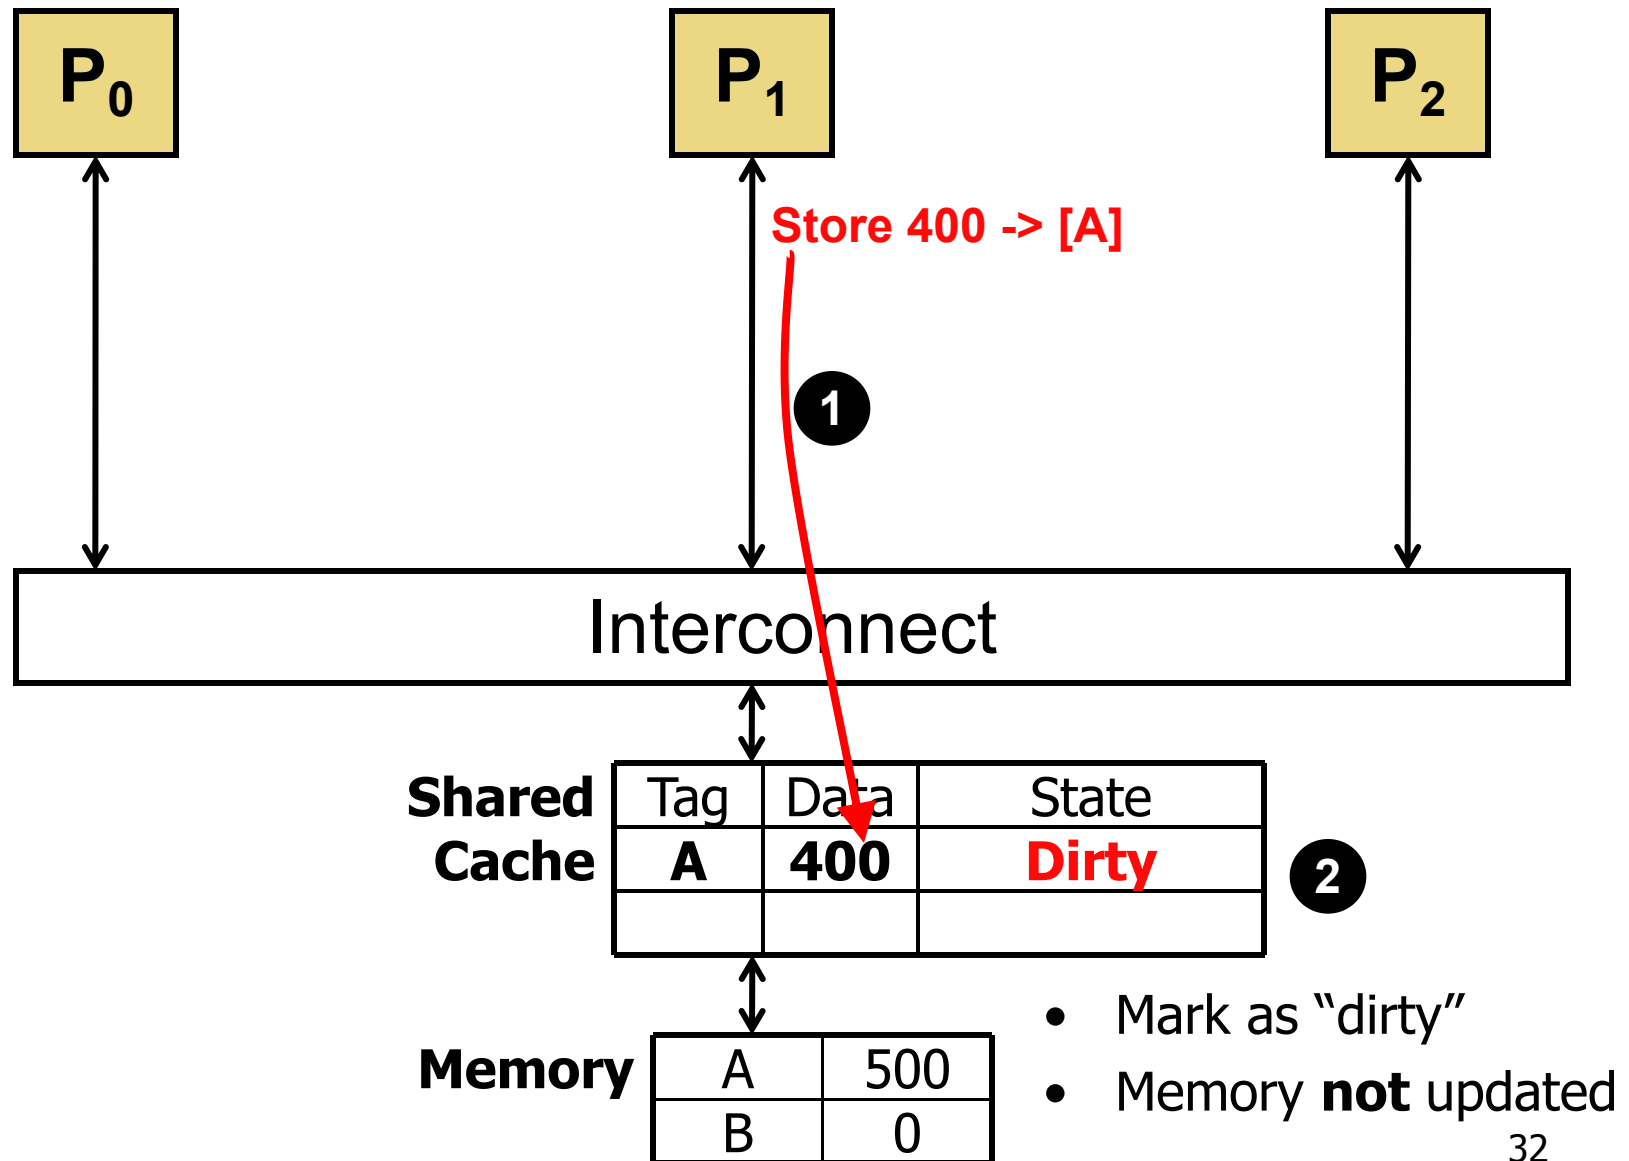 P0 P1 P2
Store 400 -> [A]
1
Interconnect
Shared Cache
Tag Data State
A 400 Dirty
2
Memory
A 500
B 0
• Mark as “dirty”
• Memory not updated
32